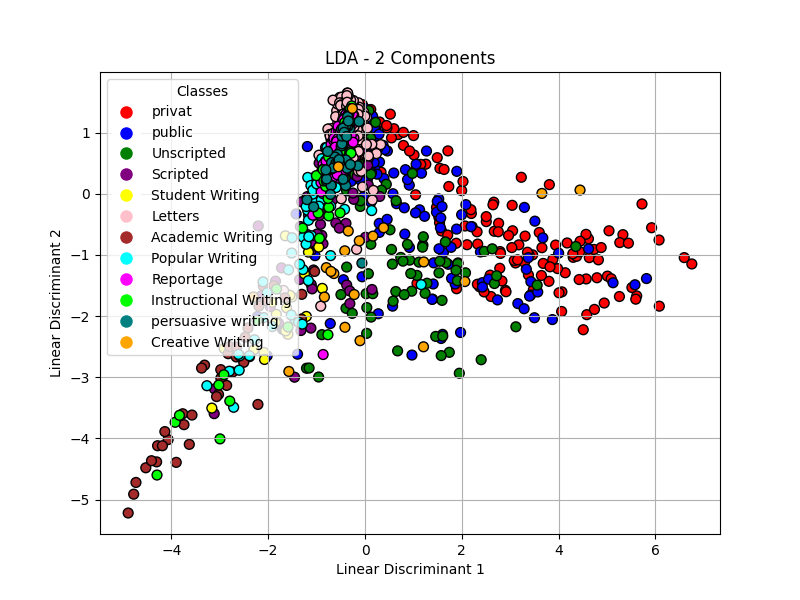 LDA - 2 Components
Classes
privat
public
Unscripted
Scripted
Student Writing
Letters
Academic Writing
Popular Writing
Reportage
Instructional Writing
persuasive writing
Creative Writing
1
0
−1
−2
−3
−4
−5
Linear Discriminant 2
−4
−2
0
2
4
6
Linear Discriminant 1